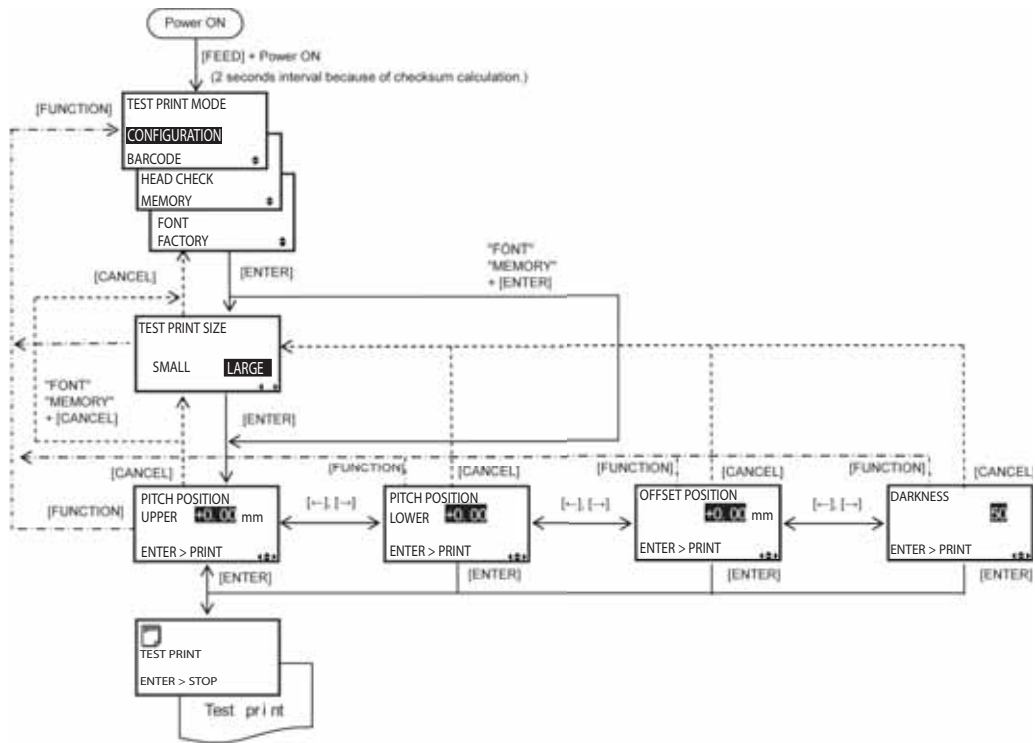 Power ON
[FEED] + Power ON
(2 seconds interval because of checksum calculation.)
[FUNCTION]
TEST PRINT MODE
CONFIGURATION
BARCODE
HEAD CHECK
MEMORY
FONT
FACTORY
[CANCEL]
[ENTER]
"FONT"
"MEMORY"
+ [ENTER]
TEST PRINT SIZE
SMALL LARGE
"FONT"
"MEMORY"
+ [CANCEL]
[ENTER]
[CANCEL]
[FUNCTION]
[CANCEL]
[FUNCTION]
[CANCEL]
[FUNCTION]
[CANCEL]
[FUNCTION]
PITCH POSITION
UPPER +0.00 mm
ENTER > PRINT
[←], [→]
PITCH POSITION
LOWER +0.00
ENTER > PRINT
[←], [→]
OFFSET POSITION
+0.00 mm
ENTER > PRINT
[←], [→]
DARKNESS
50
ENTER > PRINT
[ENTER]
[ENTER]
[ENTER]
[ENTER]
TEST PRINT
ENTER > STOP
Test print